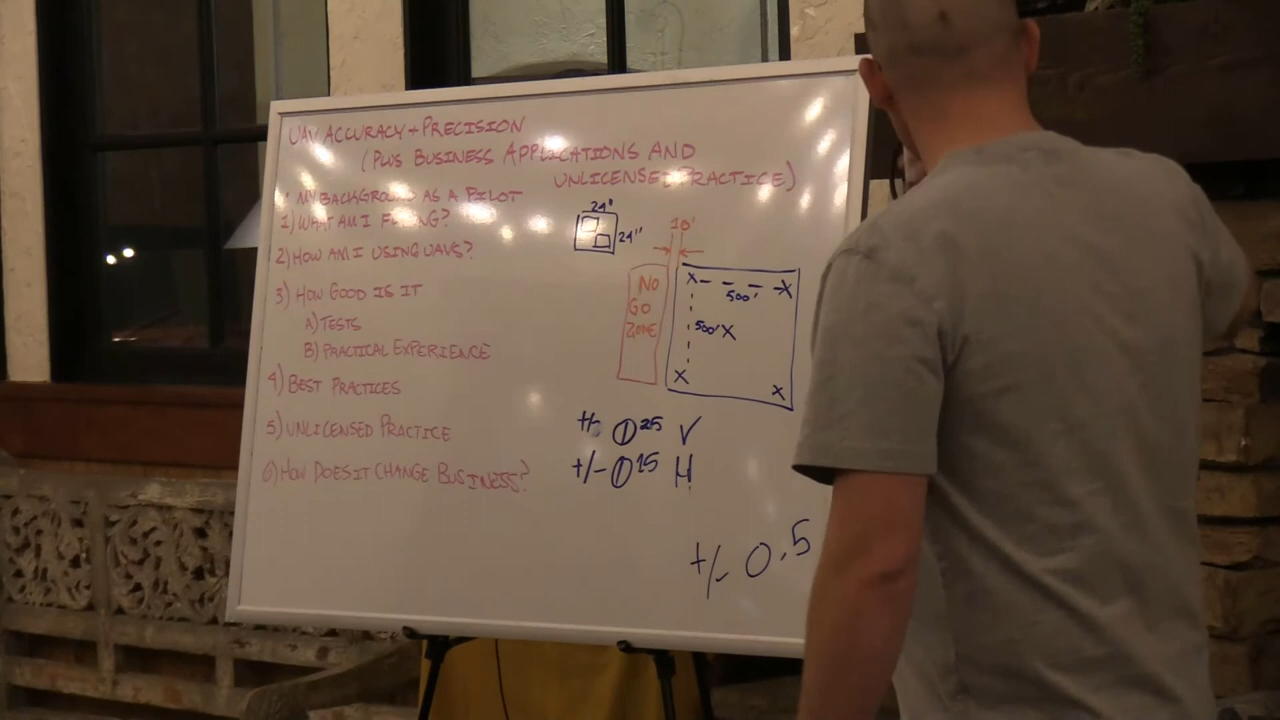 UAV ACCURACY + PRECISION
(PLUS BUSINESS APPLICATIONS AND
UNLICENSED PRACTICE)
* MY BACKGROUND AS A PILOT
1) WHAT AM I FLYING?
2) HOW AM I USING UAVS?
3) HOW GOOD IS IT
A) TESTS
B) PRACTICAL EXPERIENCE
4) BEST PRACTICES
5) UNLICENSED PRACTICE
6) HOW DOES IT CHANGE BUSINESS?
24"
24"
10'
NO
GO
ZONE
X - - - X
500'
500' X
X
X
+/- 0 25 V
+/- 0 15 H
+/- 0.5